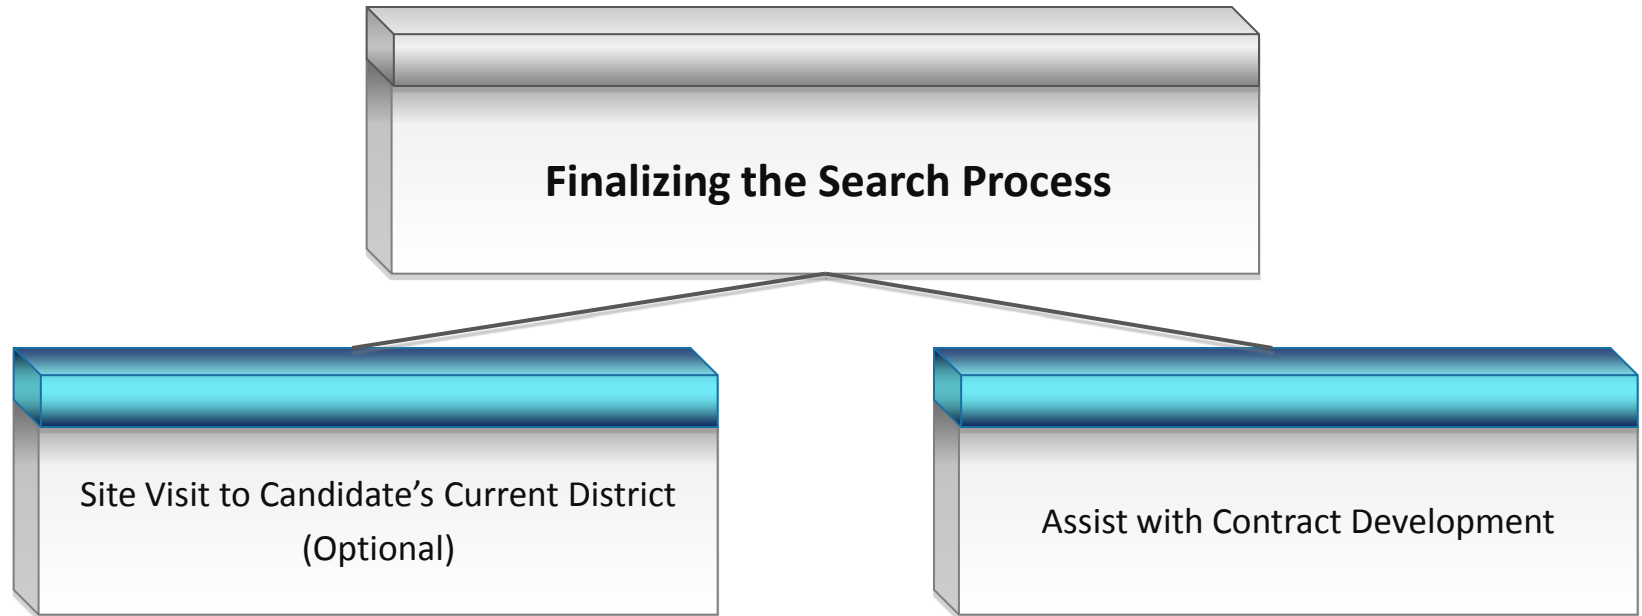 Finalizing the Search Process
Site Visit to Candidate’s Current District
(Optional)
Assist with Contract Development